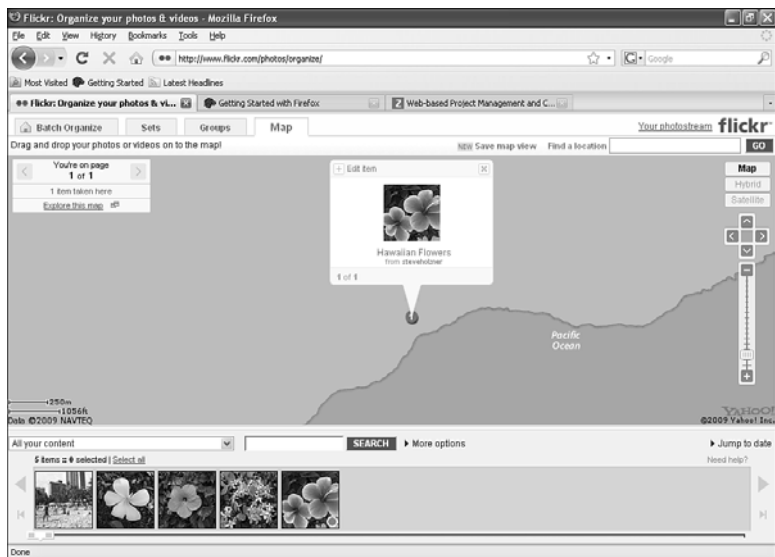 Flickr: Organize your photos & videos - Mozilla Firefox
File Edit View History Bookmarks Tools Help
http://www.flickr.com/photos/organize/
Google
Most Visited Getting Started Latest Headlines
Flickr: Organize your photos & vi... Getting Started with Firefox Web-based Project Management and C...
Batch Organize Sets Groups Map Your photostream flickr
Drag and drop your photos or videos on to the map! NEW Save map view Find a location GO
You're on page
1 of 1
1 item taken here
Explore this map
Edit item
Hawaiian Flowers
from steveholzner
1 of 1
1
Map
Hybrid
Satellite
Pacific
Ocean
250m
1056ft
Data ©2009 NAVTEQ
YAHOO!
©2009 Yahoo! Inc.
All your content SEARCH More options Jump to date
5 items 0 selected | Select all Need help?
Done